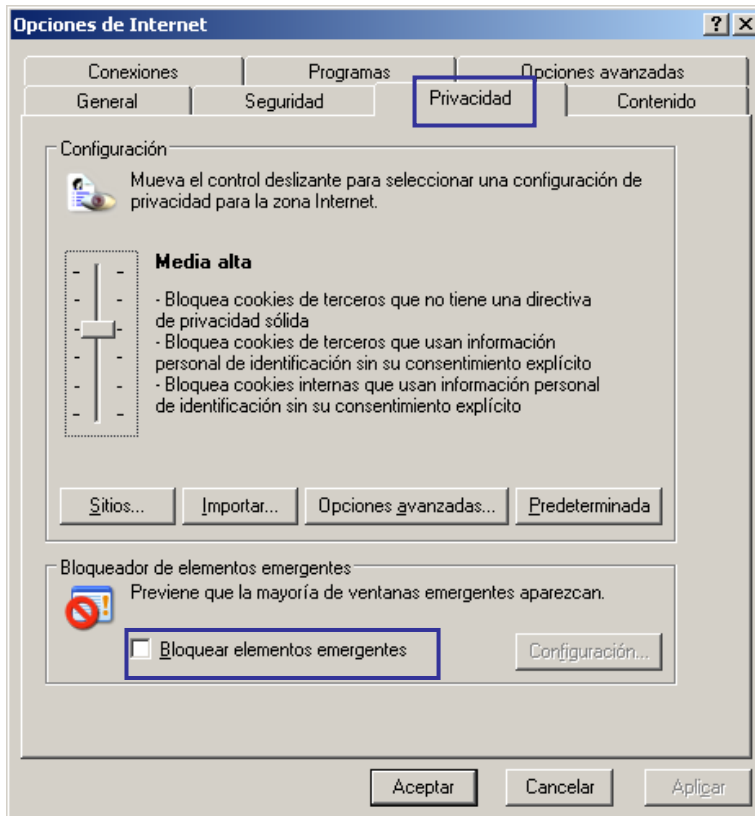 Opciones de Internet
Conexiones Programas Opciones avanzadas
General Seguridad Privacidad Contenido
Configuración
Mueva el control deslizante para seleccionar una configuración de
privacidad para la zona Internet.
Media alta
- Bloquea cookies de terceros que no tiene una directiva
de privacidad sólida
- Bloquea cookies de terceros que usan información
personal de identificación sin su consentimiento explícito
- Bloquea cookies internas que usan información personal
de identificación sin su consentimiento explícito
Sitios... Importar... Opciones avanzadas... Predeterminada
Bloqueador de elementos emergentes
Previene que la mayoría de ventanas emergentes aparezcan.
Bloquear elementos emergentes Configuración...
Aceptar Cancelar Aplicar